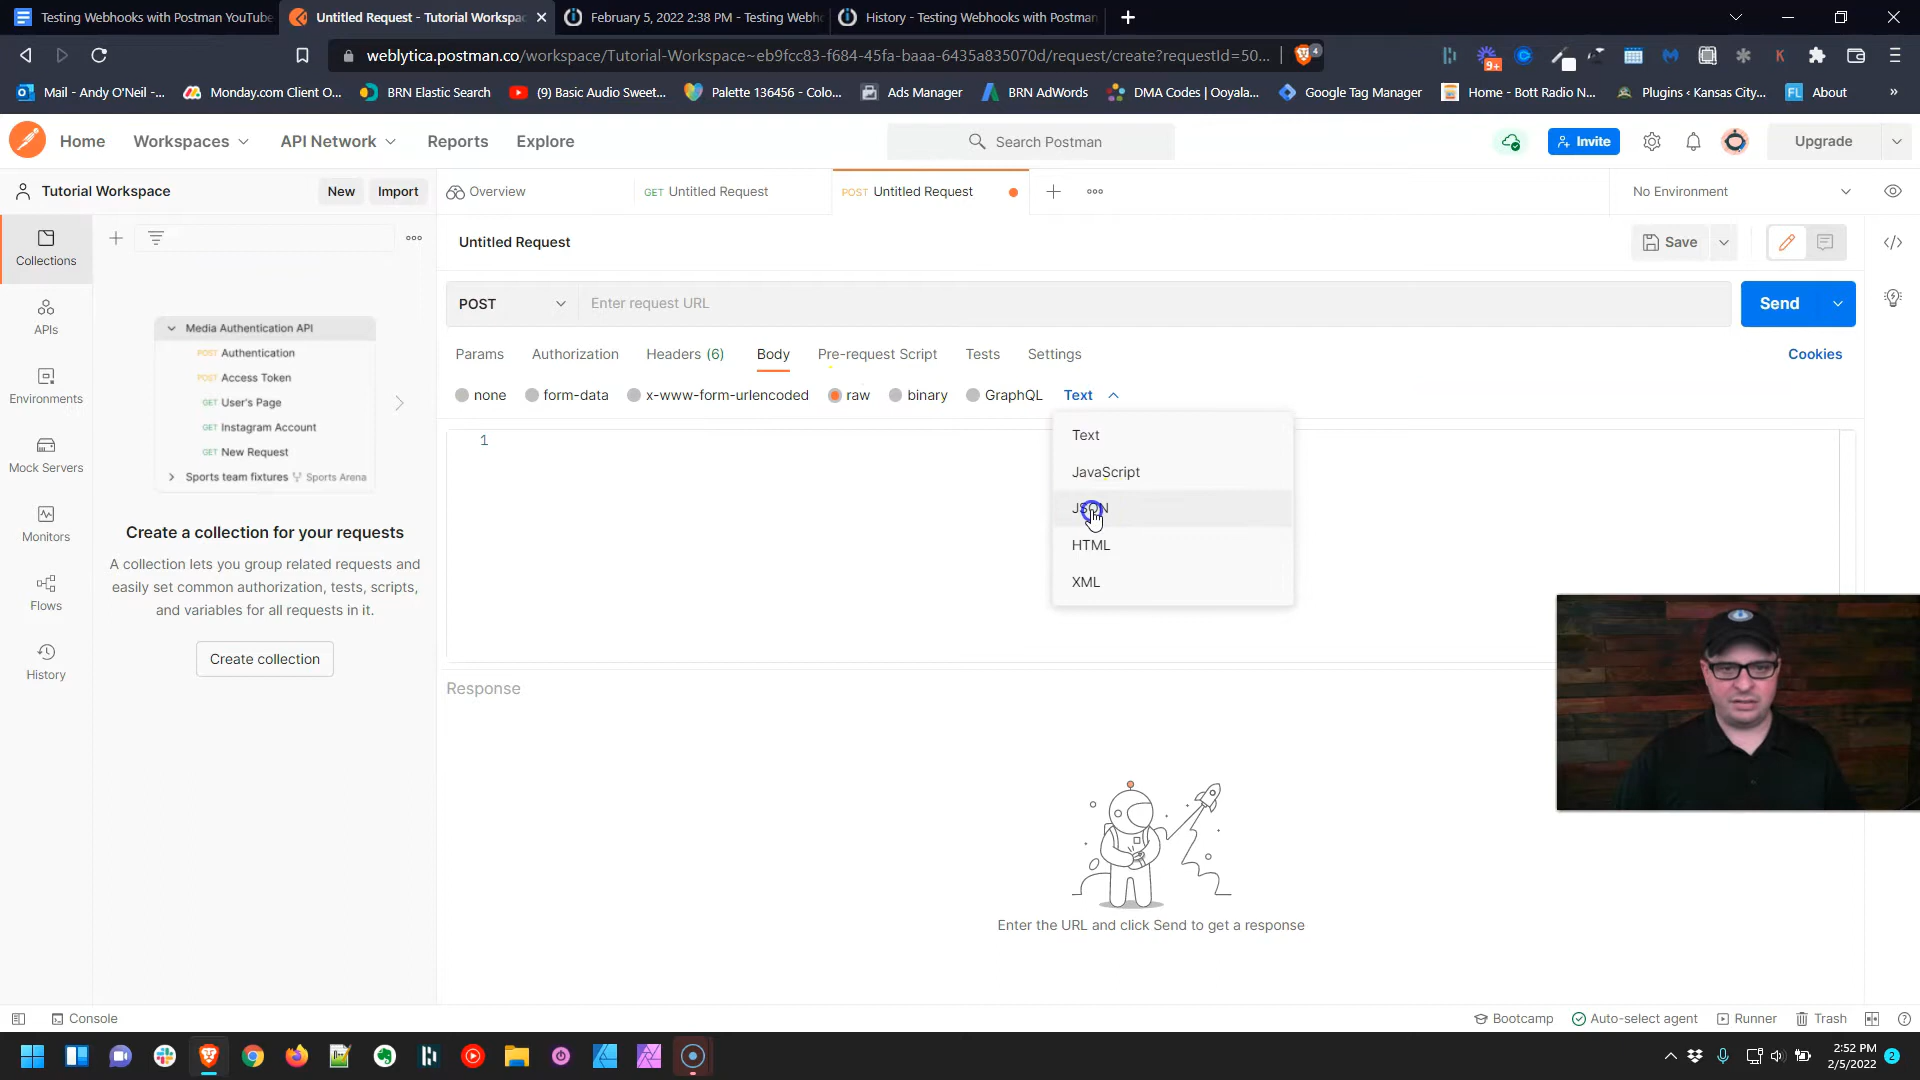 Testing Webhooks with Postman YouTube
Untitled Request - Tutorial Workspac
February 5, 2022 2:38 PM - Testing Webh
History - Testing Webhooks with Postman
weblytica.postman.co/workspace/Tutorial-Workspace~eb9fcc83-f684-45fa-baaa-6435a835070d/request/create?requestId=50...
4
9+
Mail - Andy O'Neil -...
Monday.com Client O...
BRN Elastic Search
(9) Basic Audio Sweet...
Palette 136456 - Colo...
Ads Manager
BRN AdWords
DMA Codes | Ooyala...
Google Tag Manager
Home - Bott Radio N...
Plugins ‹ Kansas City...
FL About
»
Home
Workspaces
API Network
Reports
Explore
Search Postman
Invite
Upgrade
Tutorial Workspace
New
Import
Overview
GET Untitled Request
POST Untitled Request
No Environment
Collections
APIs
Environments
Mock Servers
Monitors
Flows
History
Media Authentication API
POST Authentication
POST Access Token
GET User's Page
GET Instagram Account
GET New Request
Sports team fixtures Sports Arena
Create a collection for your requests
A collection lets you group related requests and
easily set common authorization, tests, scripts,
and variables for all requests in it.
Create collection
Untitled Request
Save
POST
Enter request URL
Send
Params
Authorization
Headers (6)
Body
Pre-request Script
Tests
Settings
Cookies
none
form-data
x-www-form-urlencoded
raw
binary
GraphQL
Text
1
Text
JavaScript
JSON
HTML
XML
Response
Enter the URL and click Send to get a response
Console
Bootcamp
Auto-select agent
Runner
Trash
2:52 PM
2/5/2022
2